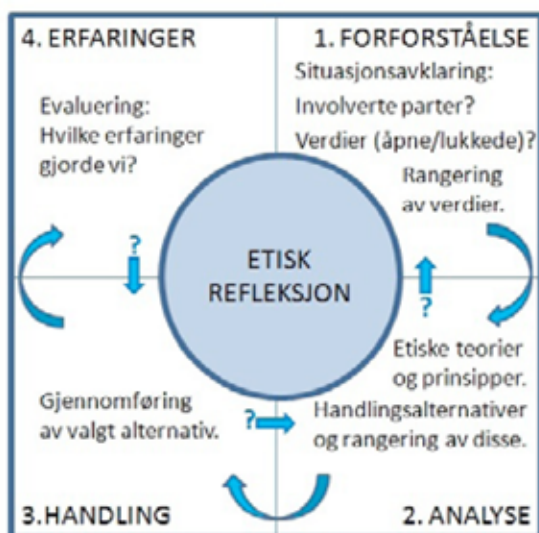 4. ERFARINGER
Evaluering:
Hvilke erfaringer
gjorde vi?
?
1. FORFORSTÅELSE
Situasjonsavklaring:
Involverte parter?
Verdier (åpne/lukkede)?
Rangering
av verdier.
?
ETISK
REFLEKSJON
Etiske teorier
og prinsipper.
Handlingsalternativer
og rangering av disse.
2. ANALYSE
Gjennomføring
av valgt alternativ.
?
3.HANDLING